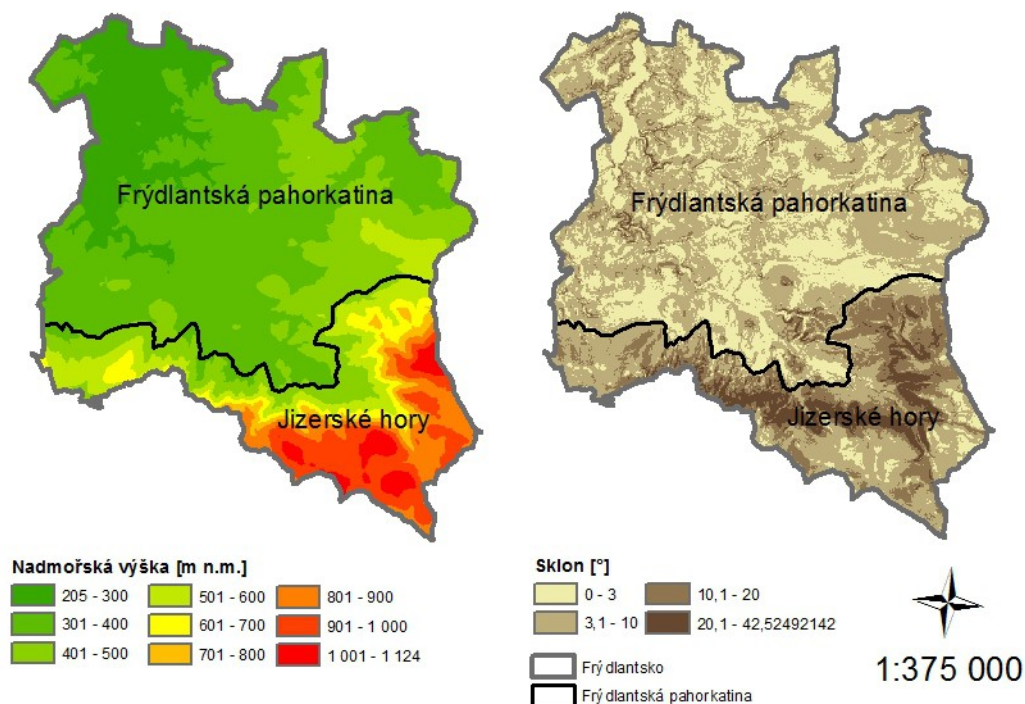 Frýdlantská pahorkatina
Jizerské hory
Frýdlantská pahorkatina
Jizerské hory
Nadmořská výška [m n.m.]
205 - 300
301 - 400
401 - 500
501 - 600
601 - 700
701 - 800
801 - 900
901 - 1 000
1 001 - 1 124
Sklon [°]
0 - 3
3,1 - 10
10,1 - 20
20,1 - 42,52492142
Frýdlantsko
Frýdlantská pahorkatina
1:375 000